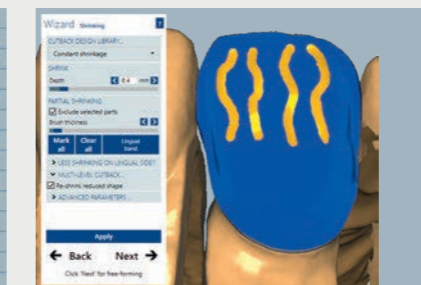 Wizard Shrinking ?
CUTBACK DESIGN LIBRARY...
Constant shrinkage
SHRINK
Depth 0.4 mm
PARTIAL SHRINKING...
Exclude selected parts
Brush thickness
Mark all Clear all Lingual band
LESS SHRINKING ON LINGUAL SIDE?
MULTI-LEVEL CUTBACK...
Re-shrink reduced shape
ADVANCED PARAMETERS...
Apply
Back Next
Click 'Next' for free-forming